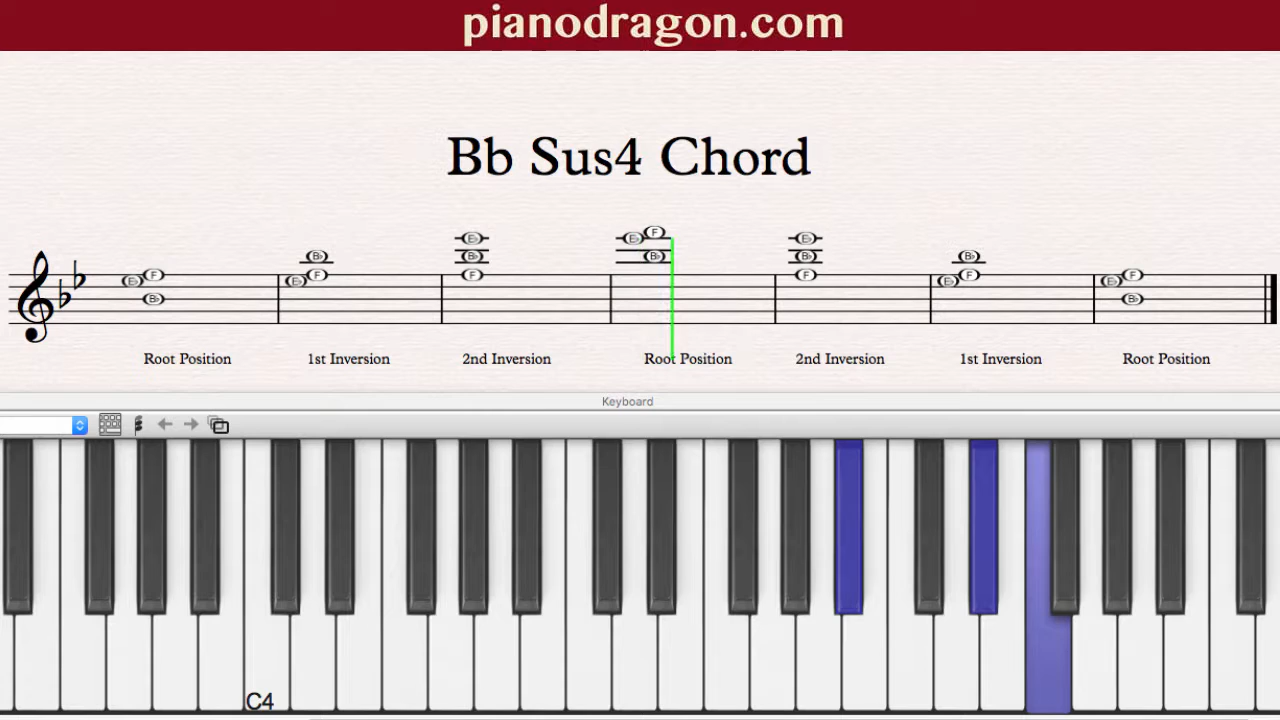 pianodragon.com
Bb Sus4 Chord
E♭ F B♭ E♭ F B♭ E♭ B♭ F E♭ F B♭ E♭ B♭ F E♭ F B♭ E♭ F B♭
Root Position 1st Inversion 2nd Inversion Root Position 2nd Inversion 1st Inversion Root Position
Keyboard
C4